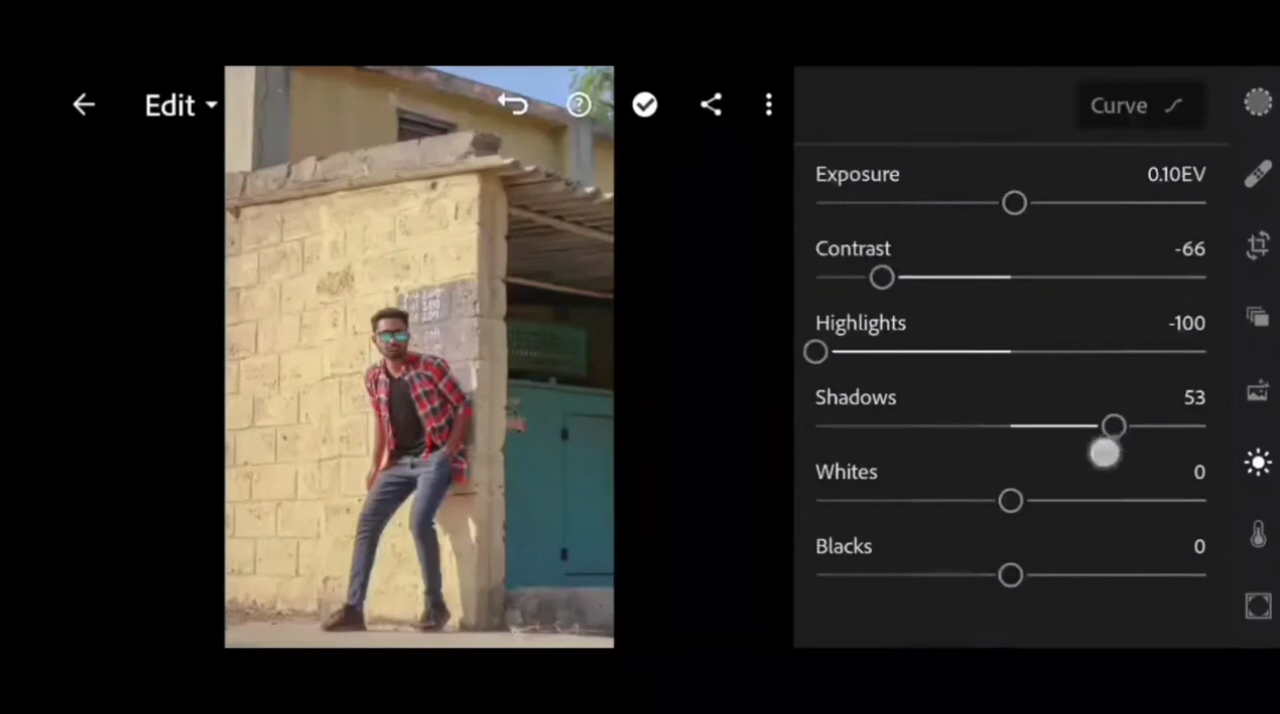 Edit
Curve
Exposure 0.10EV
Contrast -66
Highlights -100
Shadows 53
Whites 0
Blacks 0